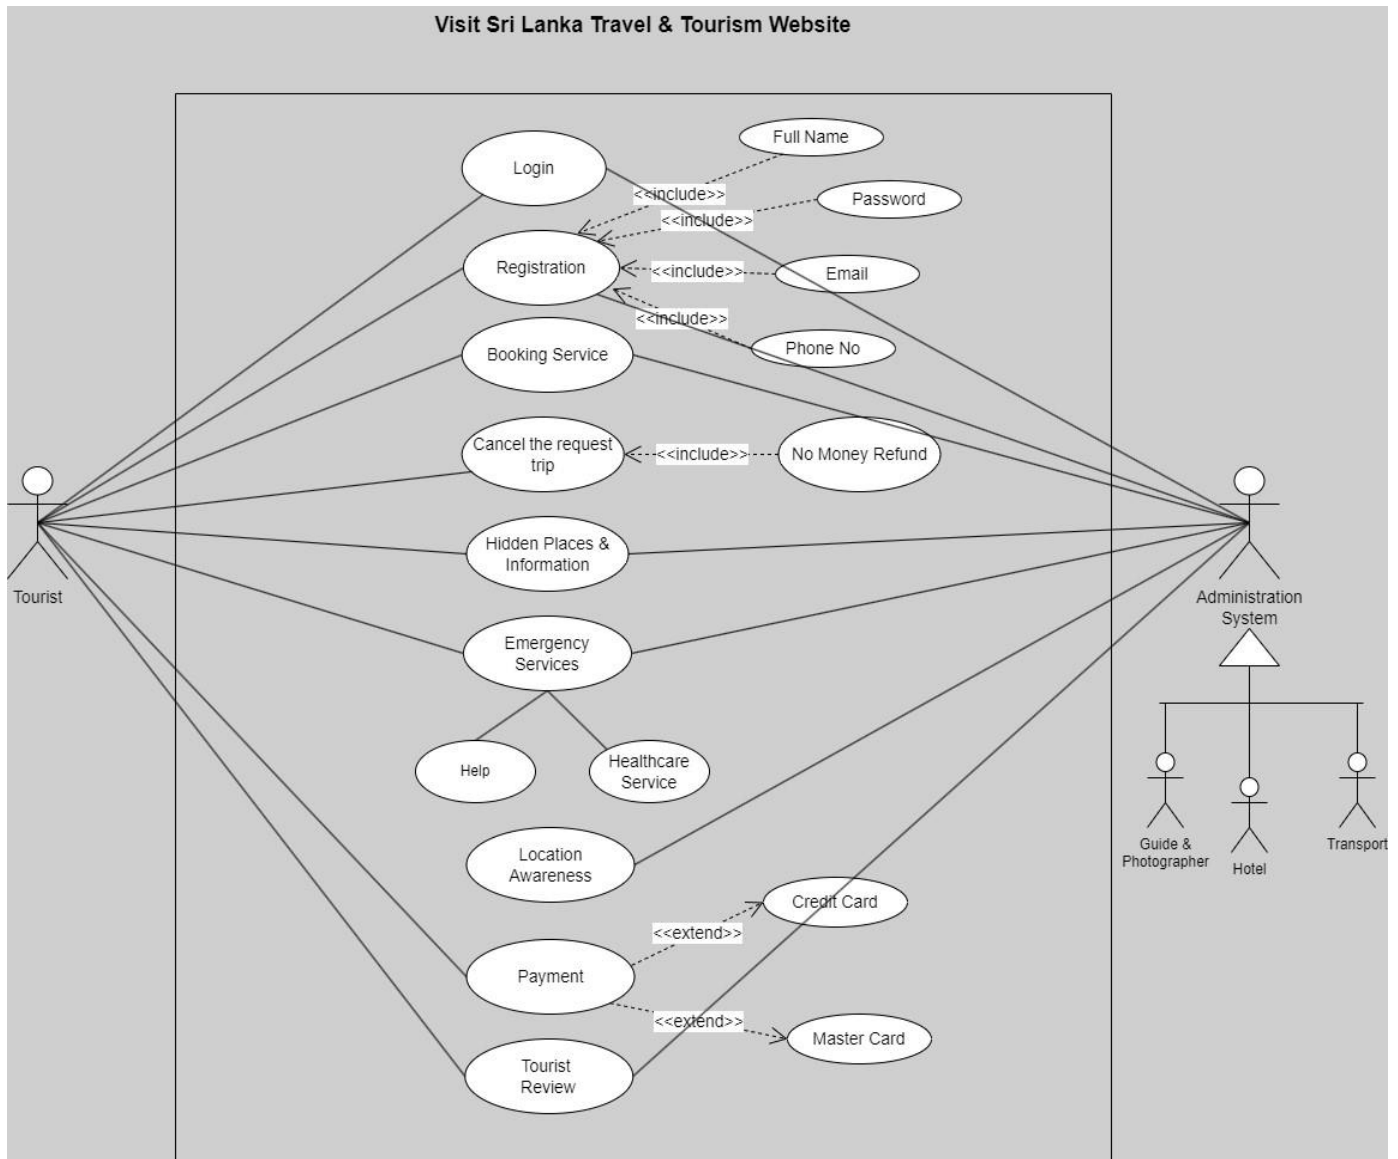 Visit Sri Lanka Travel & Tourism Website
Full Name
Login
<<include>>
Password
<<include>>
Registration
<<include>>
Email
<<include>>
Phone No
Booking Service
Cancel the request
trip
<<include>>
No Money Refund
Hidden Places &
Information
Tourist
Administration
System
Emergency
Services
Help
Healthcare
Service
Guide &
Photographer
Hotel
Transport
Location
Awareness
Credit Card
<<extend>>
Payment
<<extend>>
Master Card
Tourist
Review